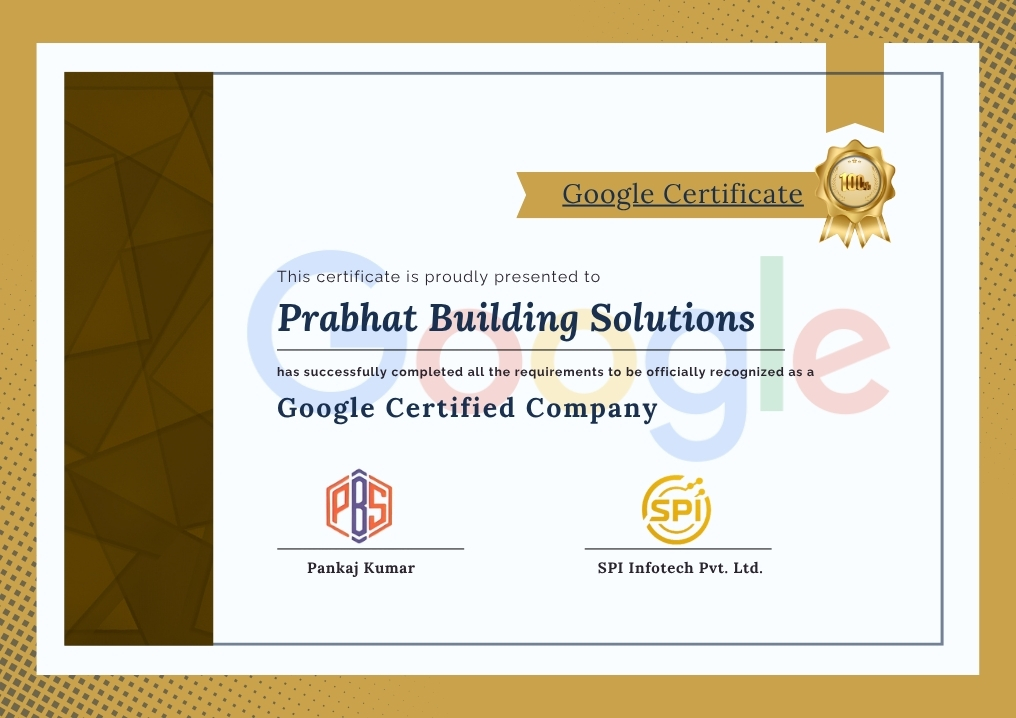 Google Certificate
100%
Google
This certificate is proudly presented to
Prabhat Building Solutions
has successfully completed all the requirements to be officially recognized as a
Google Certified Company
PBS
SPI
Pankaj Kumar
SPI Infotech Pvt. Ltd.